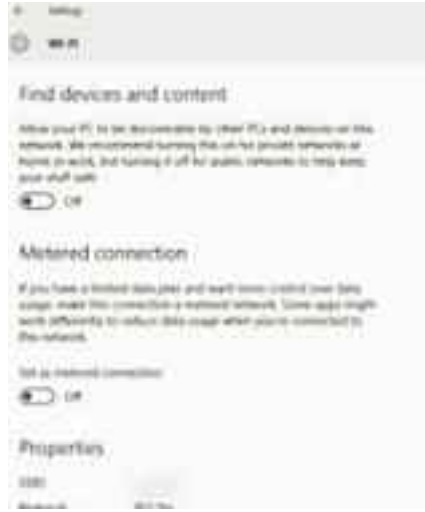 Settings
Wi-Fi
Find devices and content
Allow your PC to be discoverable by other PCs and devices on this
network. We recommend turning this on for private networks at
home or work, but turning it off for public networks to help keep
your stuff safe.
Off
Metered connection
If you have a limited data plan and want more control over data
usage, make this connection a metered network. Some apps might
work differently to reduce data usage when you're connected to
this network.
Set as metered connection
Off
Properties
SSID: